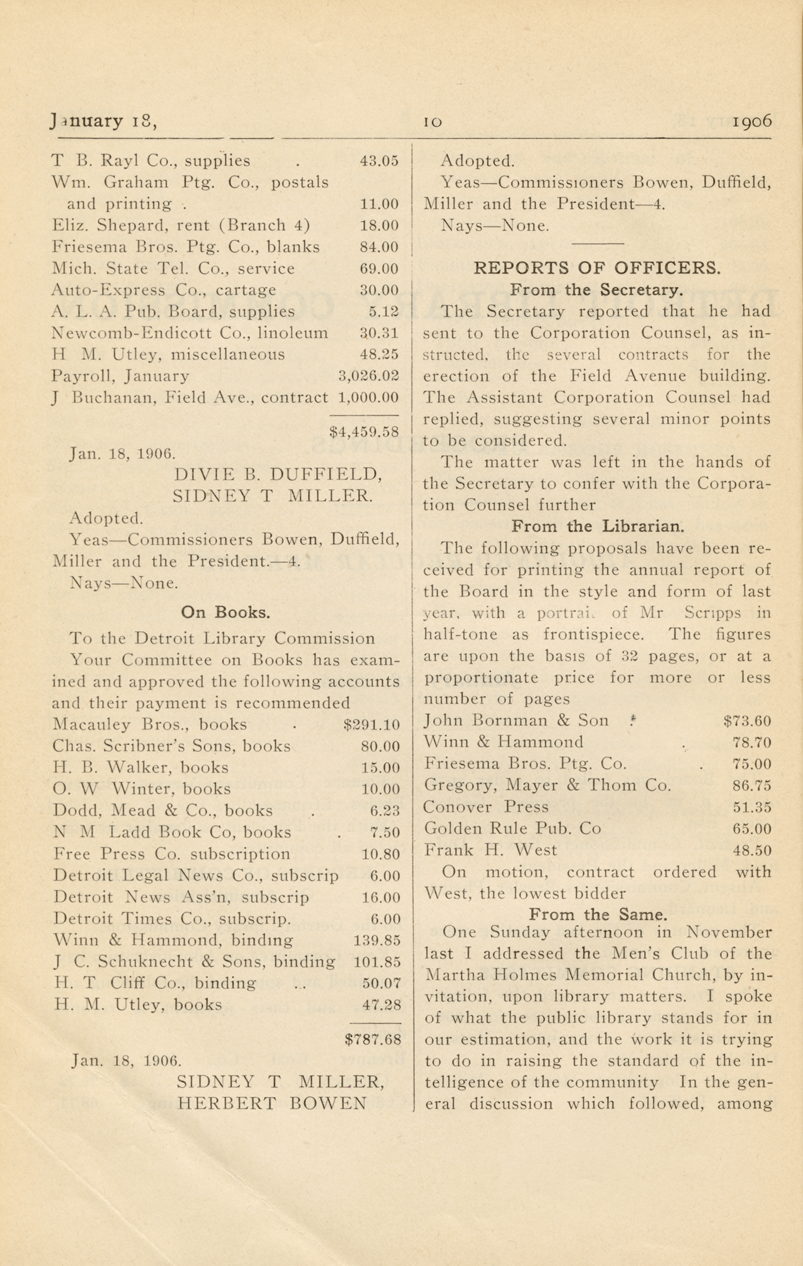 January 18, 10 1906
T B. Rayl Co., supplies . 43.05
Wm. Graham Ptg. Co., postals
and printing . 11.00
Eliz. Shepard, rent (Branch 4) 18.00
Friesema Bros. Ptg. Co., blanks 84.00
Mich. State Tel. Co., service 69.00
Auto-Express Co., cartage 30.00
A. L. A. Pub. Board, supplies 5.12
Newcomb-Endicott Co., linoleum 30.31
H M. Utley, miscellaneous 48.25
Payroll, January 3,026.02
J Buchanan, Field Ave., contract 1,000.00
$4,459.58
Jan. 18, 1906.
DIVIE B. DUFFIELD,
SIDNEY T MILLER.
Adopted.
Yeas—Commissioners Bowen, Duffield,
Miller and the President.—4.
Nays—None.
On Books.
To the Detroit Library Commission
Your Committee on Books has exam-
ined and approved the following accounts
and their payment is recommended
Macauley Bros., books . $291.10
Chas. Scribner's Sons, books 80.00
H. B. Walker, books 15.00
O. W Winter, books 10.00
Dodd, Mead & Co., books . 6.23
N M Ladd Book Co, books . 7.50
Free Press Co. subscription 10.80
Detroit Legal News Co., subscrip 6.00
Detroit News Ass'n, subscrip 16.00
Detroit Times Co., subscrip. 6.00
Winn & Hammond, binding 139.85
J C. Schuknecht & Sons, binding 101.85
H. T Cliff Co., binding .. 50.07
H. M. Utley, books 47.28
$787.68
Jan. 18, 1906.
SIDNEY T MILLER,
HERBERT BOWEN
Adopted.
Yeas—Commissioners Bowen, Duffield,
Miller and the President—4.
Nays—None.
REPORTS OF OFFICERS.
From the Secretary.
The Secretary reported that he had
sent to the Corporation Counsel, as in-
structed, the several contracts for the
erection of the Field Avenue building.
The Assistant Corporation Counsel had
replied, suggesting several minor points
to be considered.
The matter was left in the hands of
the Secretary to confer with the Corpora-
tion Counsel further
From the Librarian.
The following proposals have been re-
ceived for printing the annual report of
the Board in the style and form of last
year, with a portrai. of Mr Scripps in
half-tone as frontispiece. The figures
are upon the basis of 32 pages, or at a
proportionate price for more or less
number of pages
John Bornman & Son . $73.60
Winn & Hammond . 78.70
Friesema Bros. Ptg. Co. . 75.00
Gregory, Mayer & Thom Co. 86.75
Conover Press 51.35
Golden Rule Pub. Co 65.00
Frank H. West 48.50
On motion, contract ordered with
West, the lowest bidder
From the Same.
One Sunday afternoon in November
last I addressed the Men's Club of the
Martha Holmes Memorial Church, by in-
vitation, upon library matters. I spoke
of what the public library stands for in
our estimation, and the work it is trying
to do in raising the standard of the in-
telligence of the community In the gen-
eral discussion which followed, among